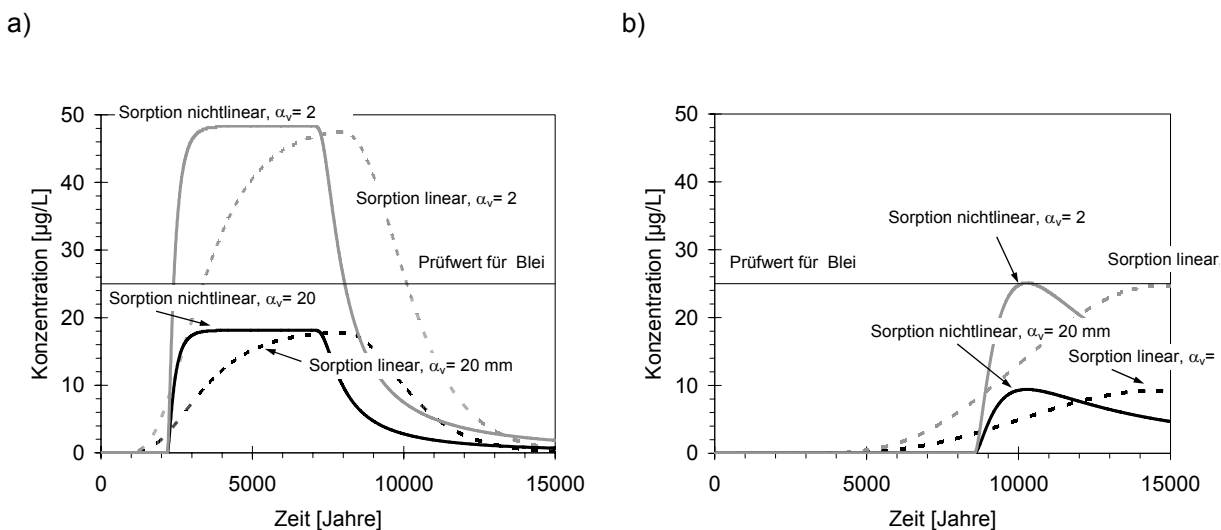 a)
50
40
30
20
10
0
Konzentration [µg/L]
Sorption nichtlinear, αv= 2
Sorption linear, αv= 2
Prüfwert für Blei
Sorption nichtlinear, αv= 20
Sorption linear, αv= 20 mm
0 5000 10000 15000
Zeit [Jahre]
b)
50
40
30
20
10
0
Konzentration [µg/L]
Sorption nichtlinear, αv= 2
Prüfwert für Blei
Sorption linear,
Sorption nichtlinear, αv= 20 mm
Sorption linear, αv=
0 5000 10000 15000
Zeit [Jahre]